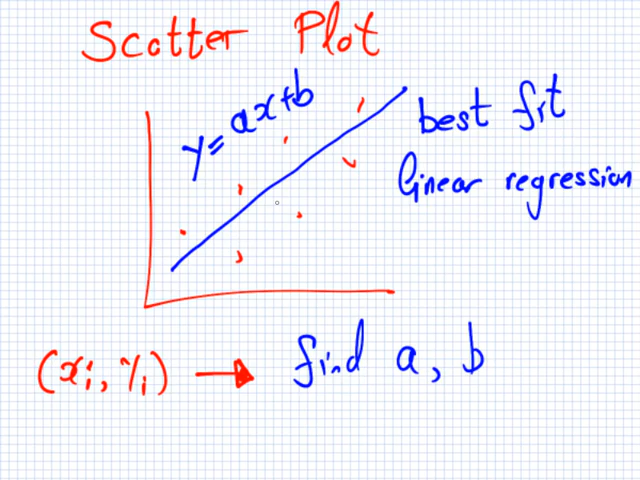 Scatter Plot
y = ax+b
best fit
linear regression
(xi, yi) → find a, b